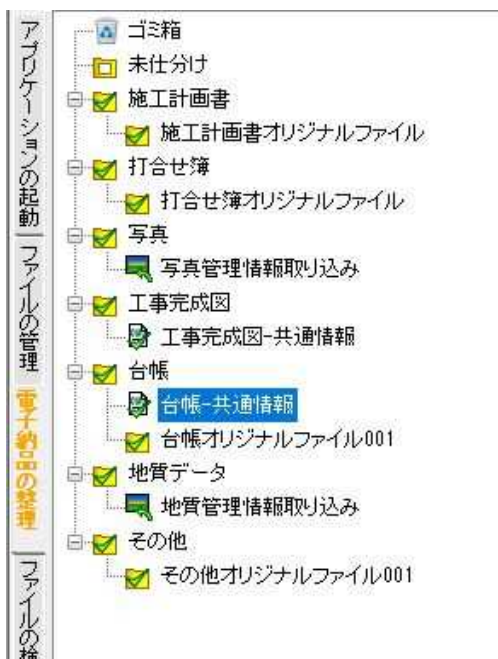 アプリケーションの起動
ファイルの管理
電子納品の整理
ファイルの検
ゴミ箱
未仕分け
施工計画書
施工計画書オリジナルファイル
打合せ簿
打合せ簿オリジナルファイル
写真
写真管理情報取り込み
工事完成図
工事完成図-共通情報
台帳
台帳-共通情報
台帳オリジナルファイル001
地質データ
地質管理情報取り込み
その他
その他オリジナルファイル001